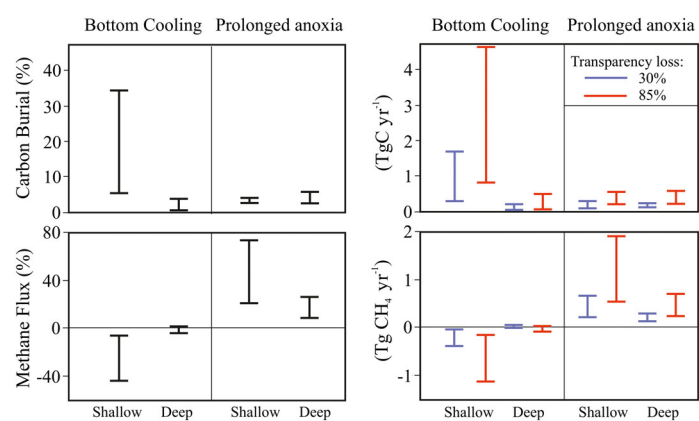 Bottom Cooling Prolonged anoxia
Carbon Burial (%)
40
30
20
10
0
Methane Flux (%)
80
40
0
-40
Shallow Deep Shallow Deep
Bottom Cooling Prolonged anoxia
(TgC yr-1)
4
3
2
1
0
Transparency loss:
30%
85%
(Tg CH4 yr-1)
2
1
0
-1
Shallow Deep Shallow Deep